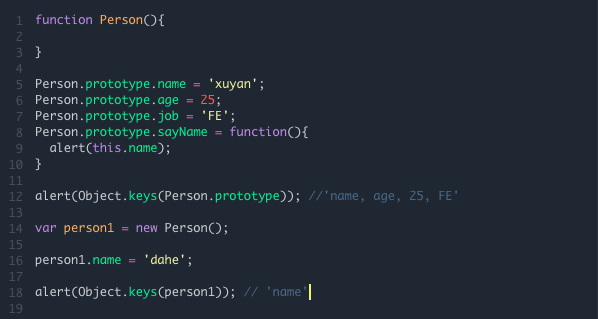 1 function Person(){
2
3 }
4
5 Person.prototype.name = 'xuyan';
6 Person.prototype.age = 25;
7 Person.prototype.job = 'FE';
8 Person.prototype.sayName = function(){
9   alert(this.name);
10 }
11
12 alert(Object.keys(Person.prototype)); //'name, age, 25, FE'
13
14 var person1 = new Person();
15
16 person1.name = 'dahe';
17
18 alert(Object.keys(person1)); // 'name'
19